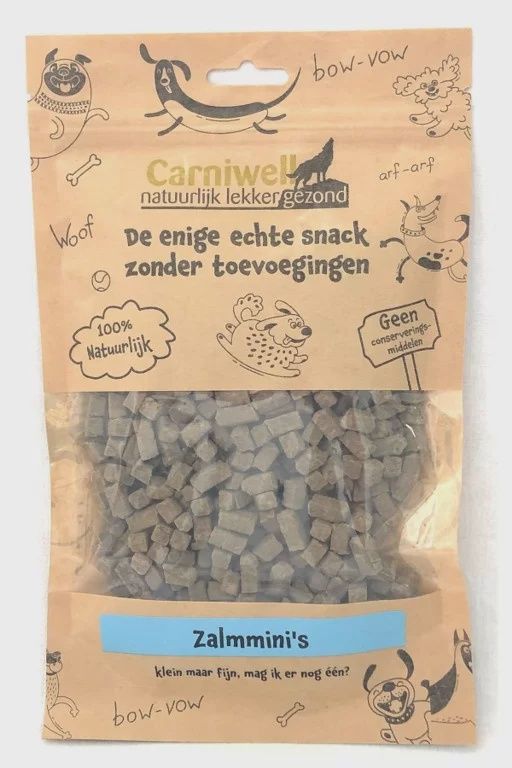 bow-vow
Carniwell
natuurlijk lekker gezond
arf-arf
Woof
De enige echte snack
zonder toevoegingen
100%
Natuurlijk
Geen
conserverings-
middelen
Zalmmini's
klein maar fijn, mag ik er nog één?
bow-vow